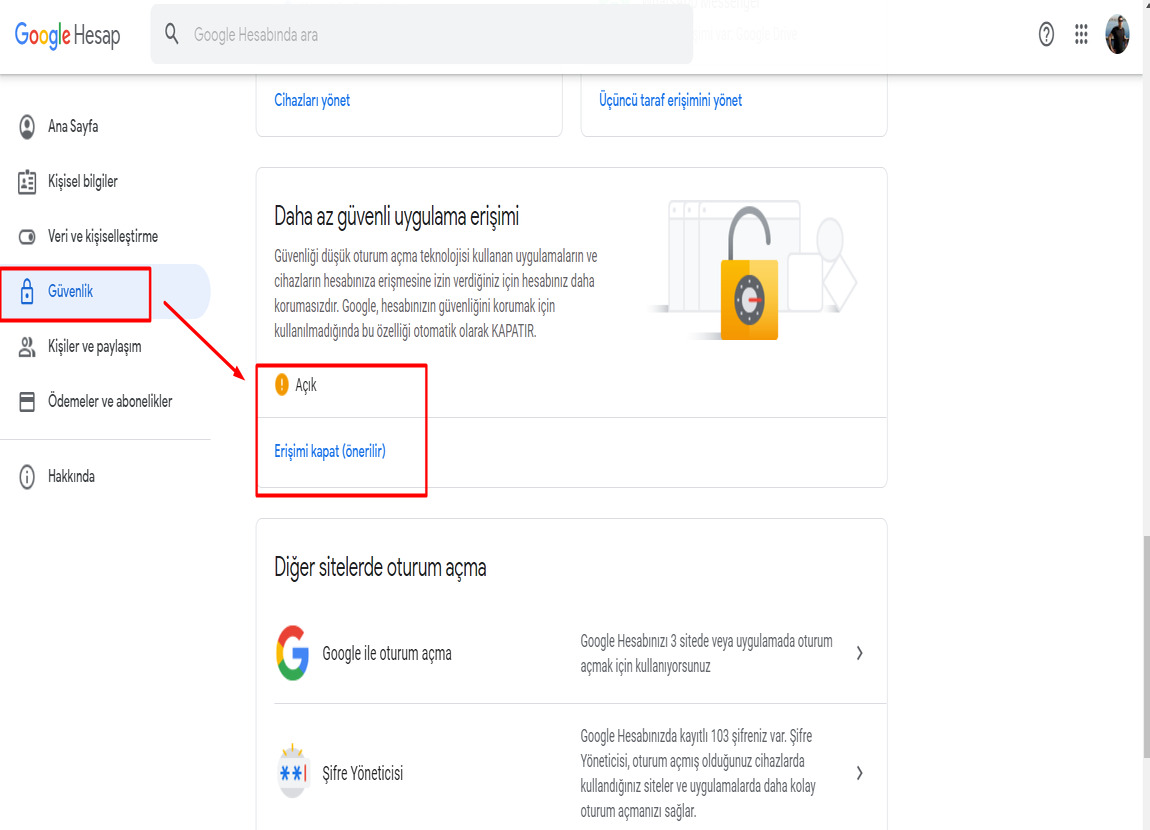 Google Hesap
Google Hesabında ara
Ana Sayfa
Kişisel bilgiler
Veri ve kişiselleştirme
Güvenlik
Kişiler ve paylaşım
Ödemeler ve abonelikler
Hakkında
Cihazları yönet
Üçüncü taraf erişimini yönet
Daha az güvenli uygulama erişimi
Güvenliği düşük oturum açma teknolojisi kullanan uygulamaların ve
cihazların hesabınıza erişmesine izin verdiğiniz için hesabınız daha
korumasızdır. Google, hesabınızın güvenliğini korumak için
kullanılmadığında bu özelliği otomatik olarak KAPATIR.
Açık
Erişimi kapat (önerilir)
Diğer sitelerde oturum açma
Google ile oturum açma
Google Hesabınızı 3 sitede veya uygulamada oturum
açmak için kullanıyorsunuz
Şifre Yöneticisi
Google Hesabınızda kayıtlı 103 şifreniz var. Şifre
Yöneticisi, oturum açmış olduğunuz cihazlarda
kullandığınız siteler ve uygulamalarda daha kolay
oturum açmanızı sağlar.